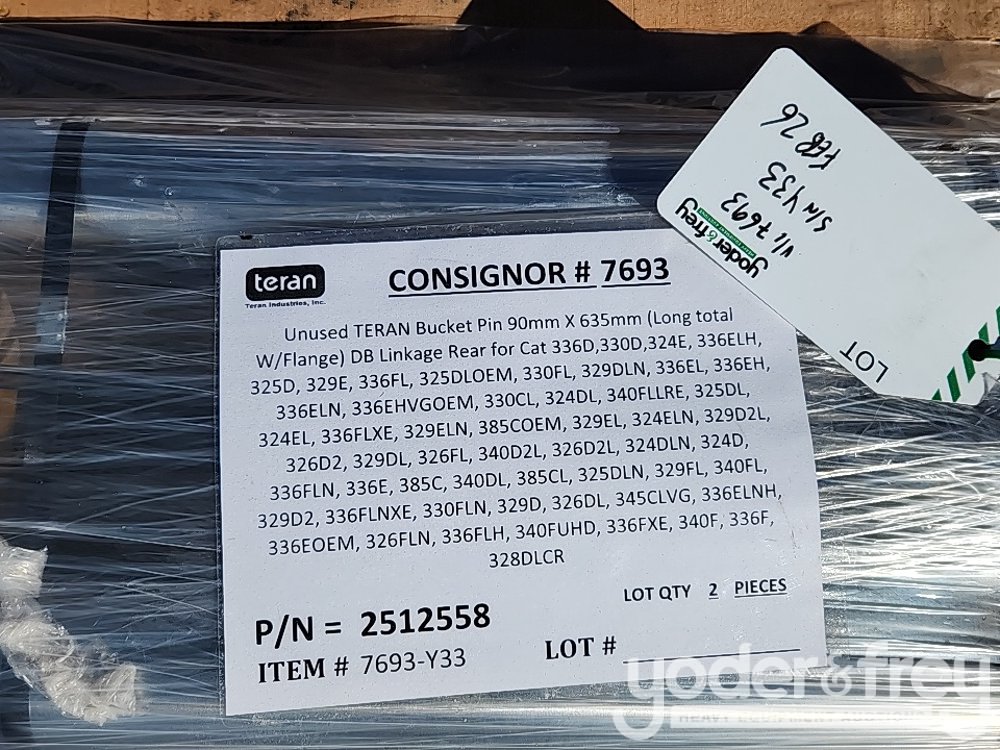 FEB 26
S/N Y33
V/# 7693
yoder&frey
LOT
teran
Teran Industries, Inc.
CONSIGNOR # 7693
Unused TERAN Bucket Pin 90mm X 635mm (Long total
W/Flange) DB Linkage Rear for Cat 336D,330D,324E, 336ELH,
325D, 329E, 336FL, 325DLOEM, 330FL, 329DLN, 336EL, 336EH,
336ELN, 336EHVGOEM, 330CL, 324DL, 340FLLRE, 325DL,
324EL, 336FLXE, 329ELN, 385COEM, 329EL, 324ELN, 329D2L,
326D2, 329DL, 326FL, 340D2L, 326D2L, 324DLN, 324D,
336FLN, 336E, 385C, 340DL, 385CL, 325DLN, 329FL, 340FL,
329D2, 336FLNXE, 330FLN, 329D, 326DL, 345CLVG, 336ELNH,
336EOEM, 326FLN, 336FLH, 340FUHD, 336FXE, 340F, 336F,
328DLCR
LOT QTY 2 PIECES
P/N = 2512558
ITEM # 7693-Y33
LOT #
yoder&frey